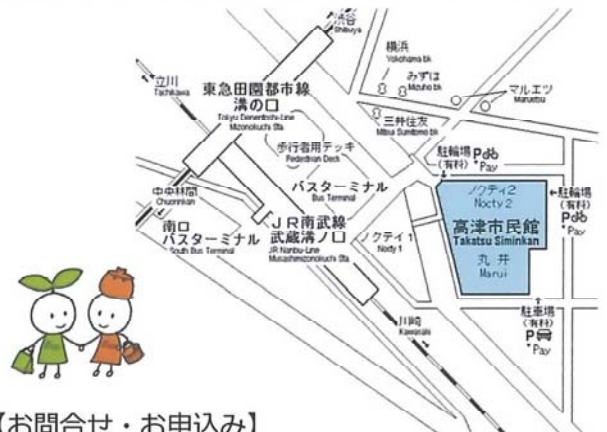 渋谷
Shibuya
横浜
Yokohama bk
みずほ
Mizuho bk
マルエツ
Maruetsu
立川
Tachikawa
東急田園都市線
溝の口
Tokyu Denentoshi-Line
Mizonokuchi Sta.
三井住友
Mitsui Sumitomo bk
歩行者用デッキ
Pedestrian Deck
駐輪場
(有料)
P
*Pay
バスターミナル
Bus Terminal
中央林間
Chuorinkan
南口
バスターミナル
South Bus Terminal
JR南武線
武蔵溝ノ口
JR Nanbu-Line
Musashimizonokuchi Sta.
ノクティ1
Nocty 1
ノクティ2
Nocty 2
高津市民館
Takatsu Siminkan
丸井
Marui
←駐輪場
(有料)
P
*Pay
川崎
Kawasaki
駐車場
(有料)
P
*Pay
【お問合せ・お申込み】